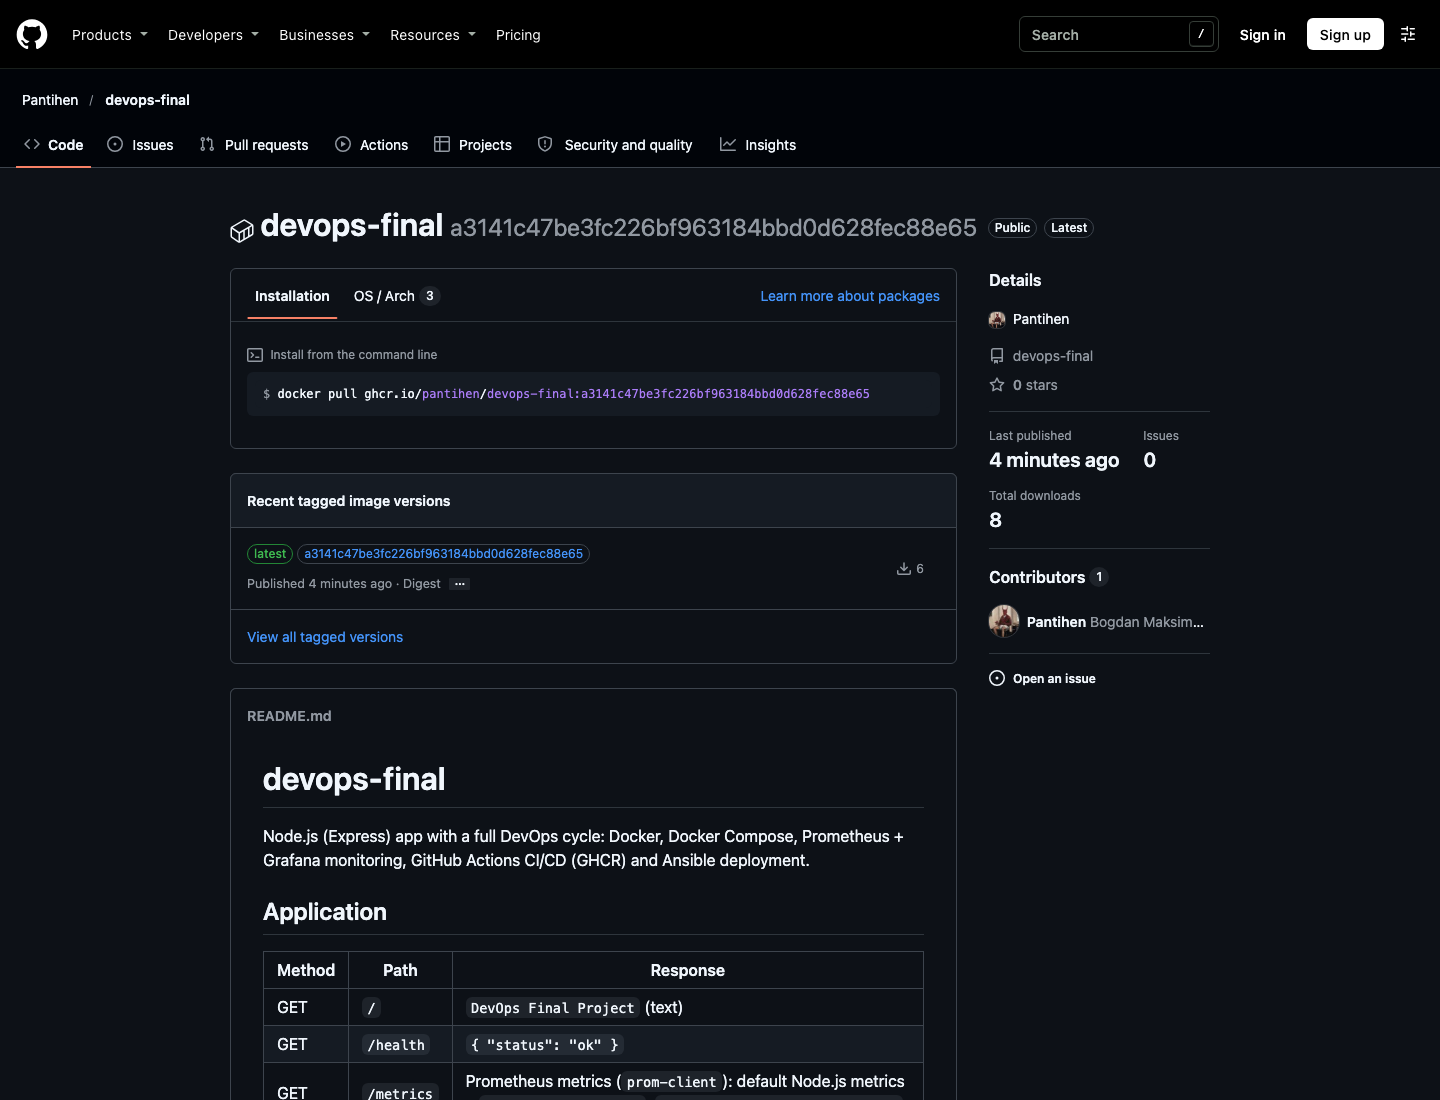 Products Developers Businesses Resources Pricing Search / Sign in Sign up
Pantihen / devops-final
Code Issues Pull requests Actions Projects Security and quality Insights
devops-final a3141c47be3fc226bf963184bbd0d628fec88e65 Public Latest
Installation OS / Arch 3 Learn more about packages
Install from the command line
$ docker pull ghcr.io/pantihen/devops-final:a3141c47be3fc226bf963184bbd0d628fec88e65
Recent tagged image versions
latest a3141c47be3fc226bf963184bbd0d628fec88e65
Published 4 minutes ago · Digest ...
6
View all tagged versions
Details
Pantihen
devops-final
0 stars
Last published Issues
4 minutes ago 0
Total downloads
8
Contributors 1
Pantihen Bogdan Maksim...
Open an issue
README.md
devops-final
Node.js (Express) app with a full DevOps cycle: Docker, Docker Compose, Prometheus +
Grafana monitoring, GitHub Actions CI/CD (GHCR) and Ansible deployment.
Application
Method Path Response
GET / DevOps Final Project (text)
GET /health { "status": "ok" }
GET /metrics Prometheus metrics (prom-client): default Node.js metrics